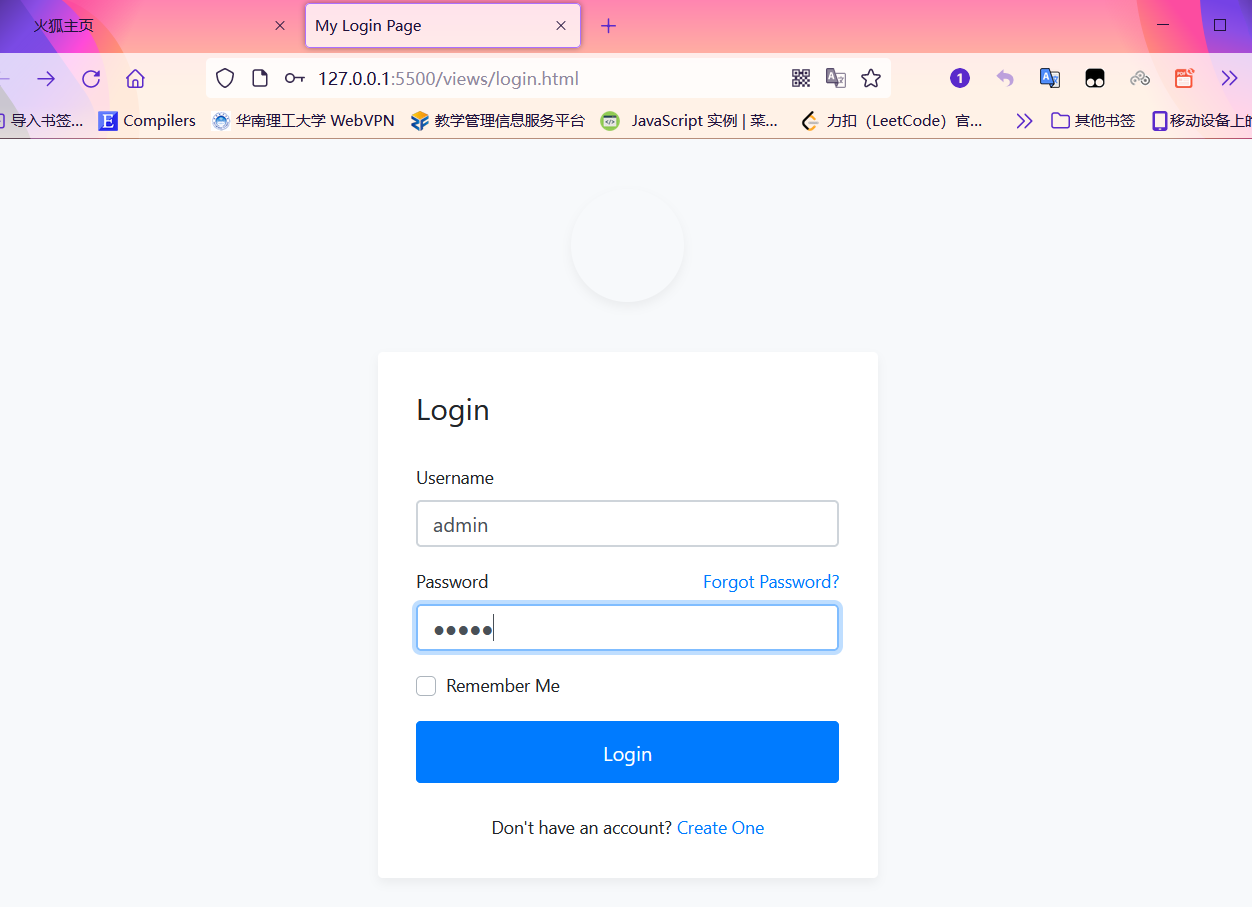 火狐主页
My Login Page
127.0.0.1:5500/views/login.html
1
导入书签...
Compilers
华南理工大学 WebVPN
教学管理信息服务平台
JavaScript 实例 | 菜...
力扣（LeetCode）官...
其他书签
移动设备上的
Login
Username
admin
Password
Forgot Password?
Remember Me
Login
Don't have an account? Create One